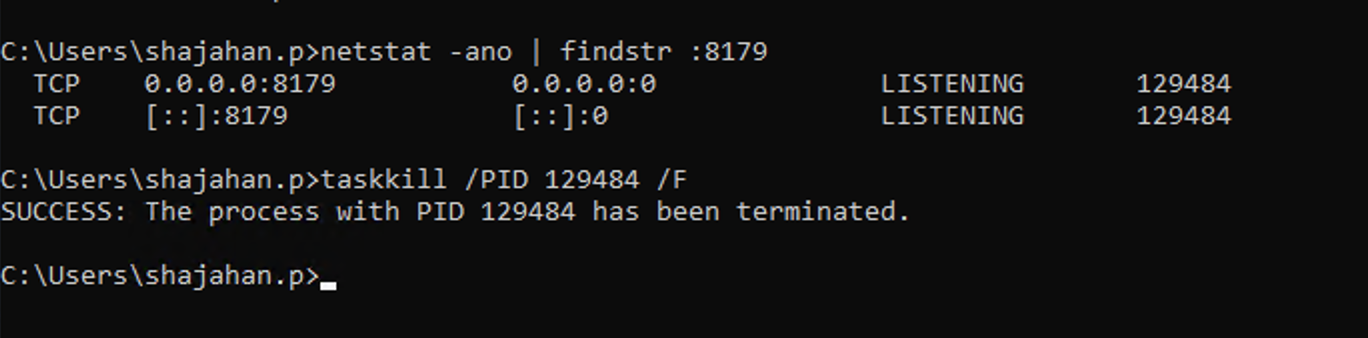 C:\Users\shajahan.p>netstat -ano | findstr :8179
TCP 0.0.0.0:8179 0.0.0.0:0 LISTENING 129484
TCP [::]:8179 [::]:0 LISTENING 129484
C:\Users\shajahan.p>taskkill /PID 129484 /F
SUCCESS: The process with PID 129484 has been terminated.
C:\Users\shajahan.p>